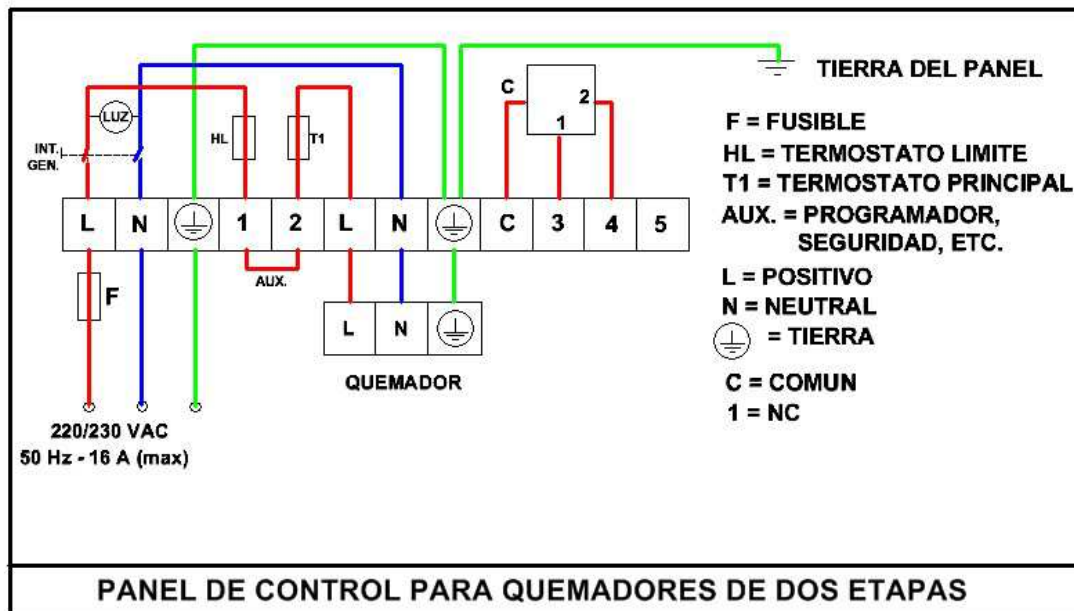 TIERRA DEL PANEL
C
2
1
LUZ
INT.
GEN.
HL
T1
F = FUSIBLE
HL = TERMOSTATO LIMITE
T1 = TERMOSTATO PRINCIPAL
AUX. = PROGRAMADOR,
SEGURIDAD, ETC.
L = POSITIVO
N = NEUTRAL
= TIERRA
C = COMUN
1 = NC
L N 1 2 L N C 3 4 5
AUX.
F
L N
QUEMADOR
220/230 VAC
50 Hz - 16 A (max)
PANEL DE CONTROL PARA QUEMADORES DE DOS ETAPAS